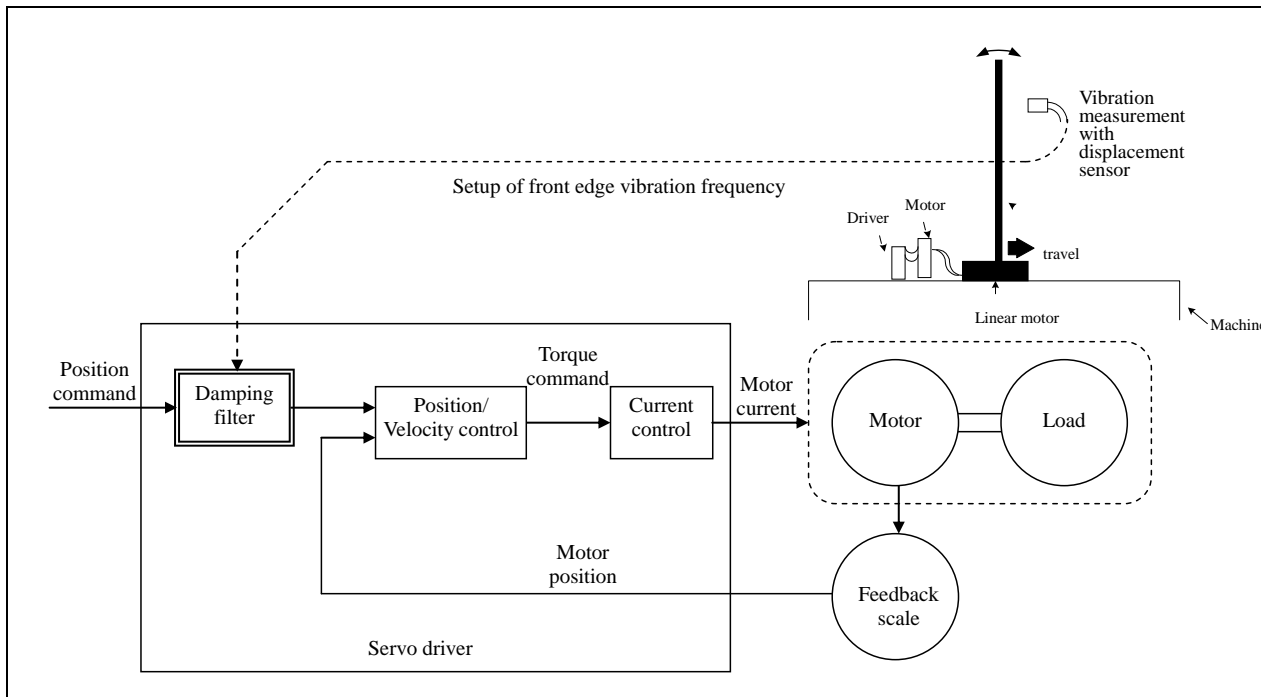 Vibration
measurement
with
displacement
sensor
Setup of front edge vibration frequency
Motor
Driver
travel
Linear motor
Machine
Position
command
Damping
filter
Position/
Velocity control
Torque
command
Current
control
Motor
current
Motor
Load
Motor
position
Feedback
scale
Servo driver